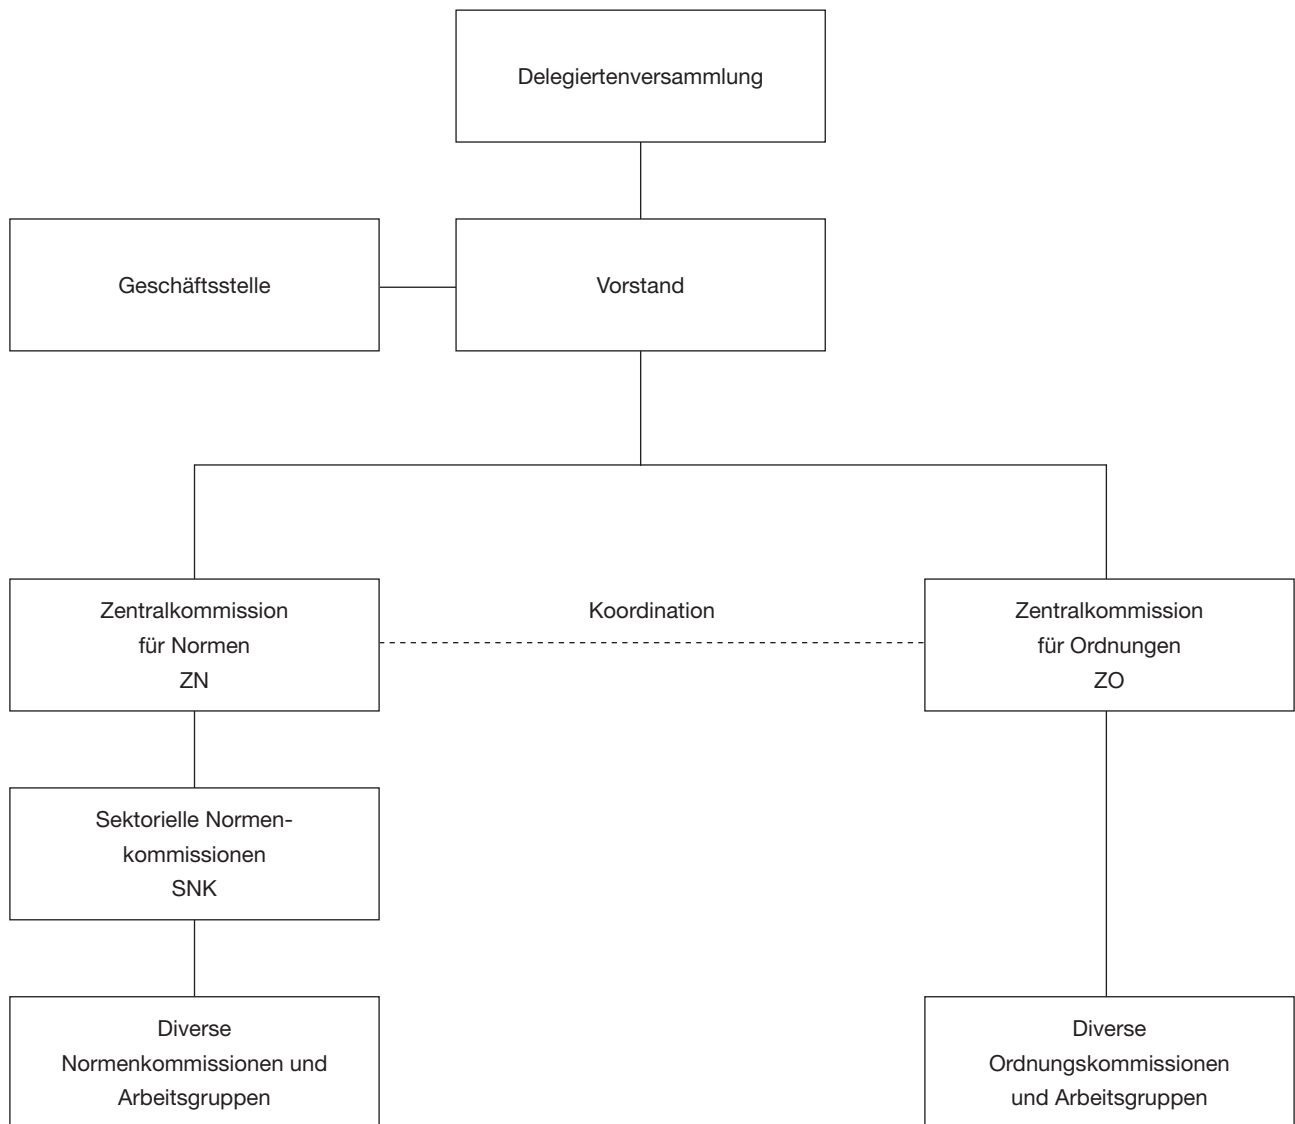 Delegiertenversammlung
Geschäftsstelle
Vorstand
Zentralkommission
für Normen
ZN
Koordination
Zentralkommission
für Ordnungen
ZO
Sektorielle Normen-
kommissionen
SNK
Diverse
Normenkommissionen und
Arbeitsgruppen
Diverse
Ordnungskommissionen
und Arbeitsgruppen